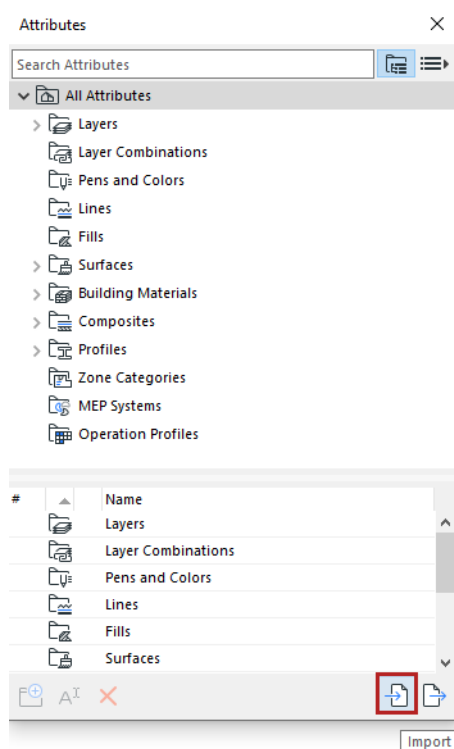 Attributes
Search Attributes
All Attributes
Layers
Layer Combinations
Pens and Colors
Lines
Fills
Surfaces
Building Materials
Composites
Profiles
Zone Categories
MEP Systems
Operation Profiles
# Name
Layers
Layer Combinations
Pens and Colors
Lines
Fills
Surfaces
Import